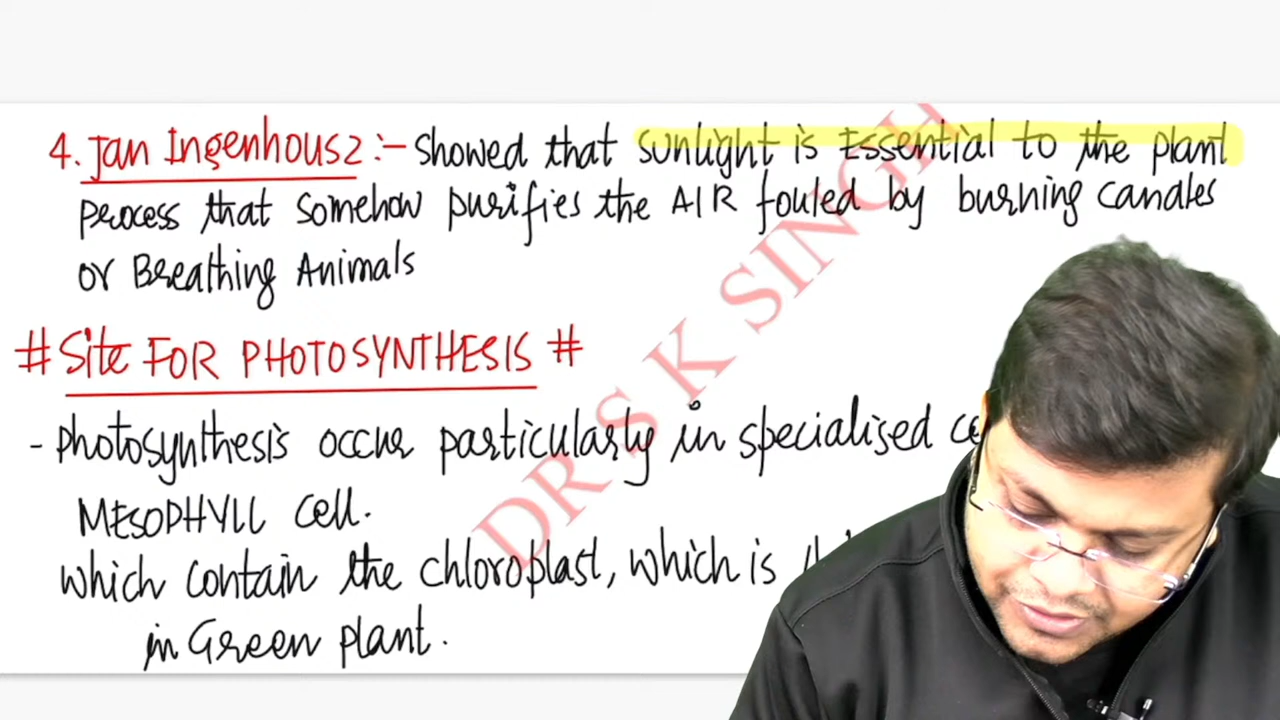 4. Jan Ingenhousz :- showed that sunlight is Essential to the plant
process that somehow purifies the AIR fouled by burning candles
or Breathing Animals
# Site FOR PHOTOSYNTHESIS #
- Photosynthesis occur particularly in specialised
MESOPHYLL cell.
which contain the chloroplast, which is
in Green plant.
DR S K SINGH